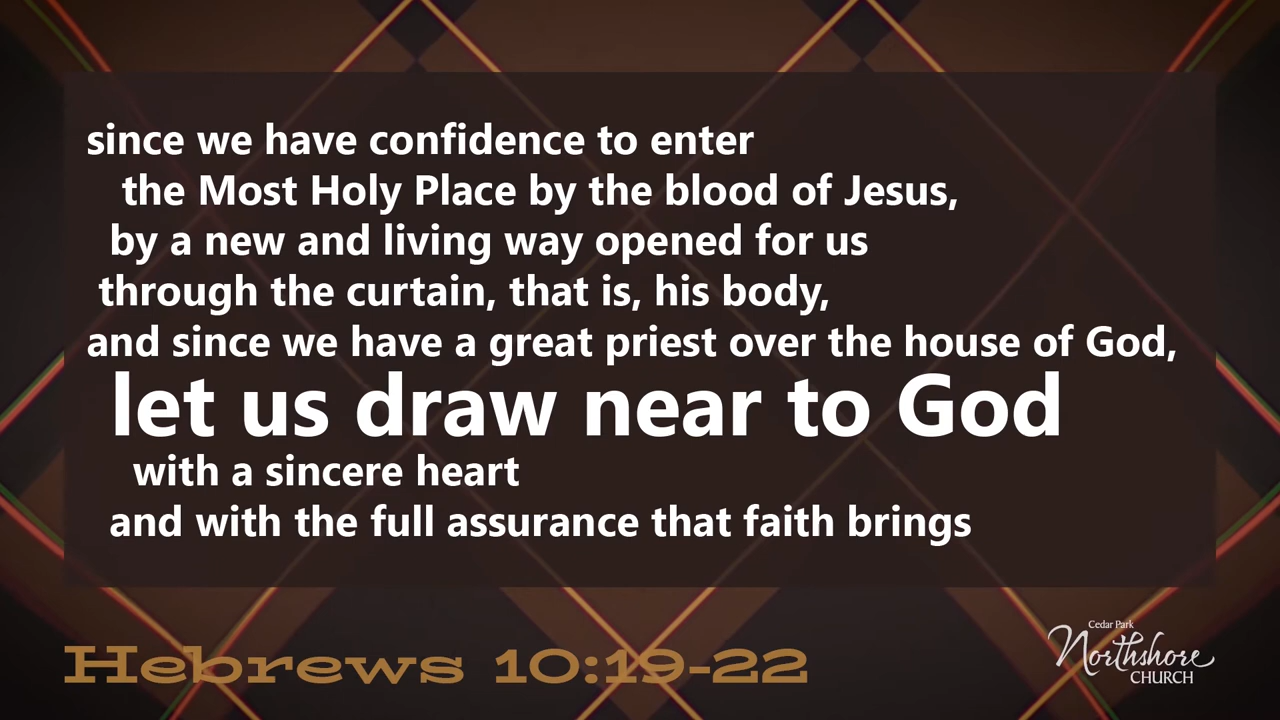 since we have confidence to enter
the Most Holy Place by the blood of Jesus,
by a new and living way opened for us
through the curtain, that is, his body,
and since we have a great priest over the house of God,
let us draw near to God
with a sincere heart
and with the full assurance that faith brings
Hebrews 10:19-22
Cedar Park
Northshore
CHURCH